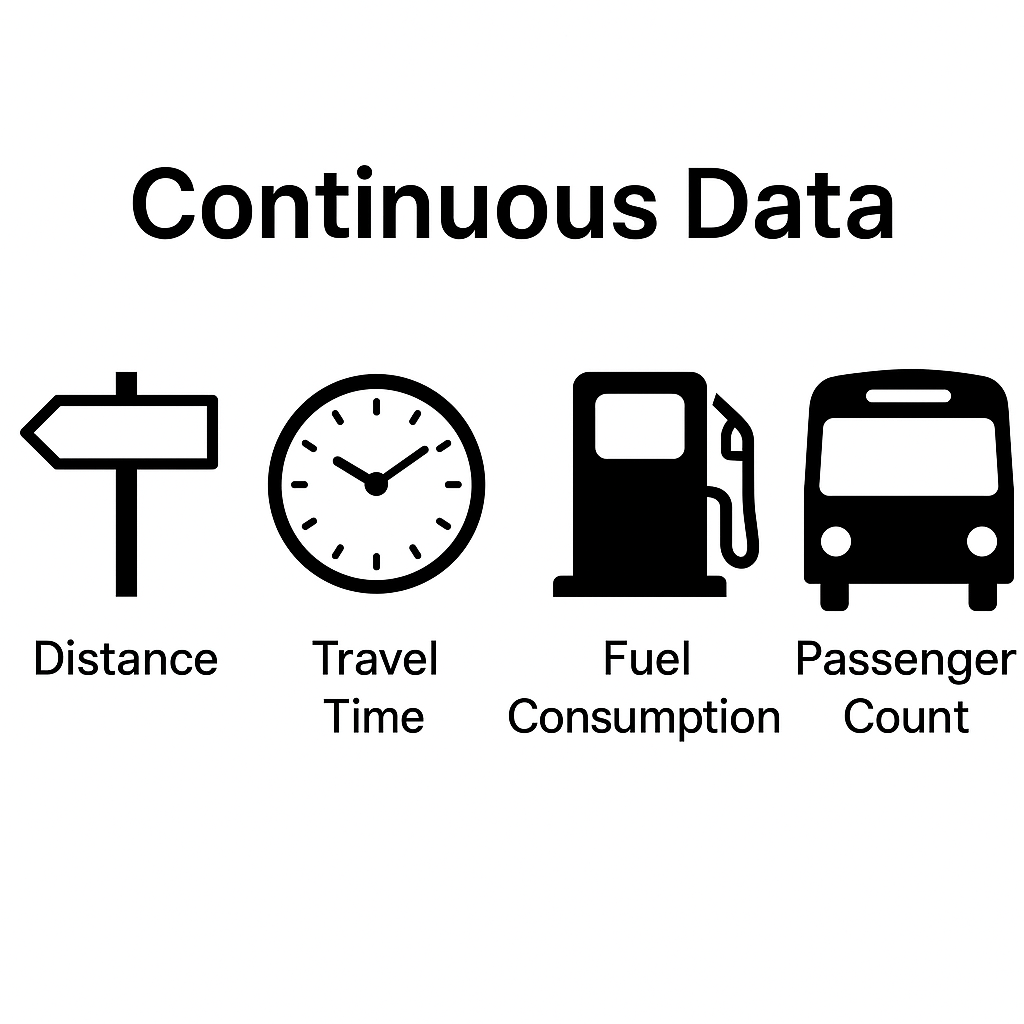 Continuous Data
Distance
Travel
Time
Fuel
Consumption
Passenger
Count